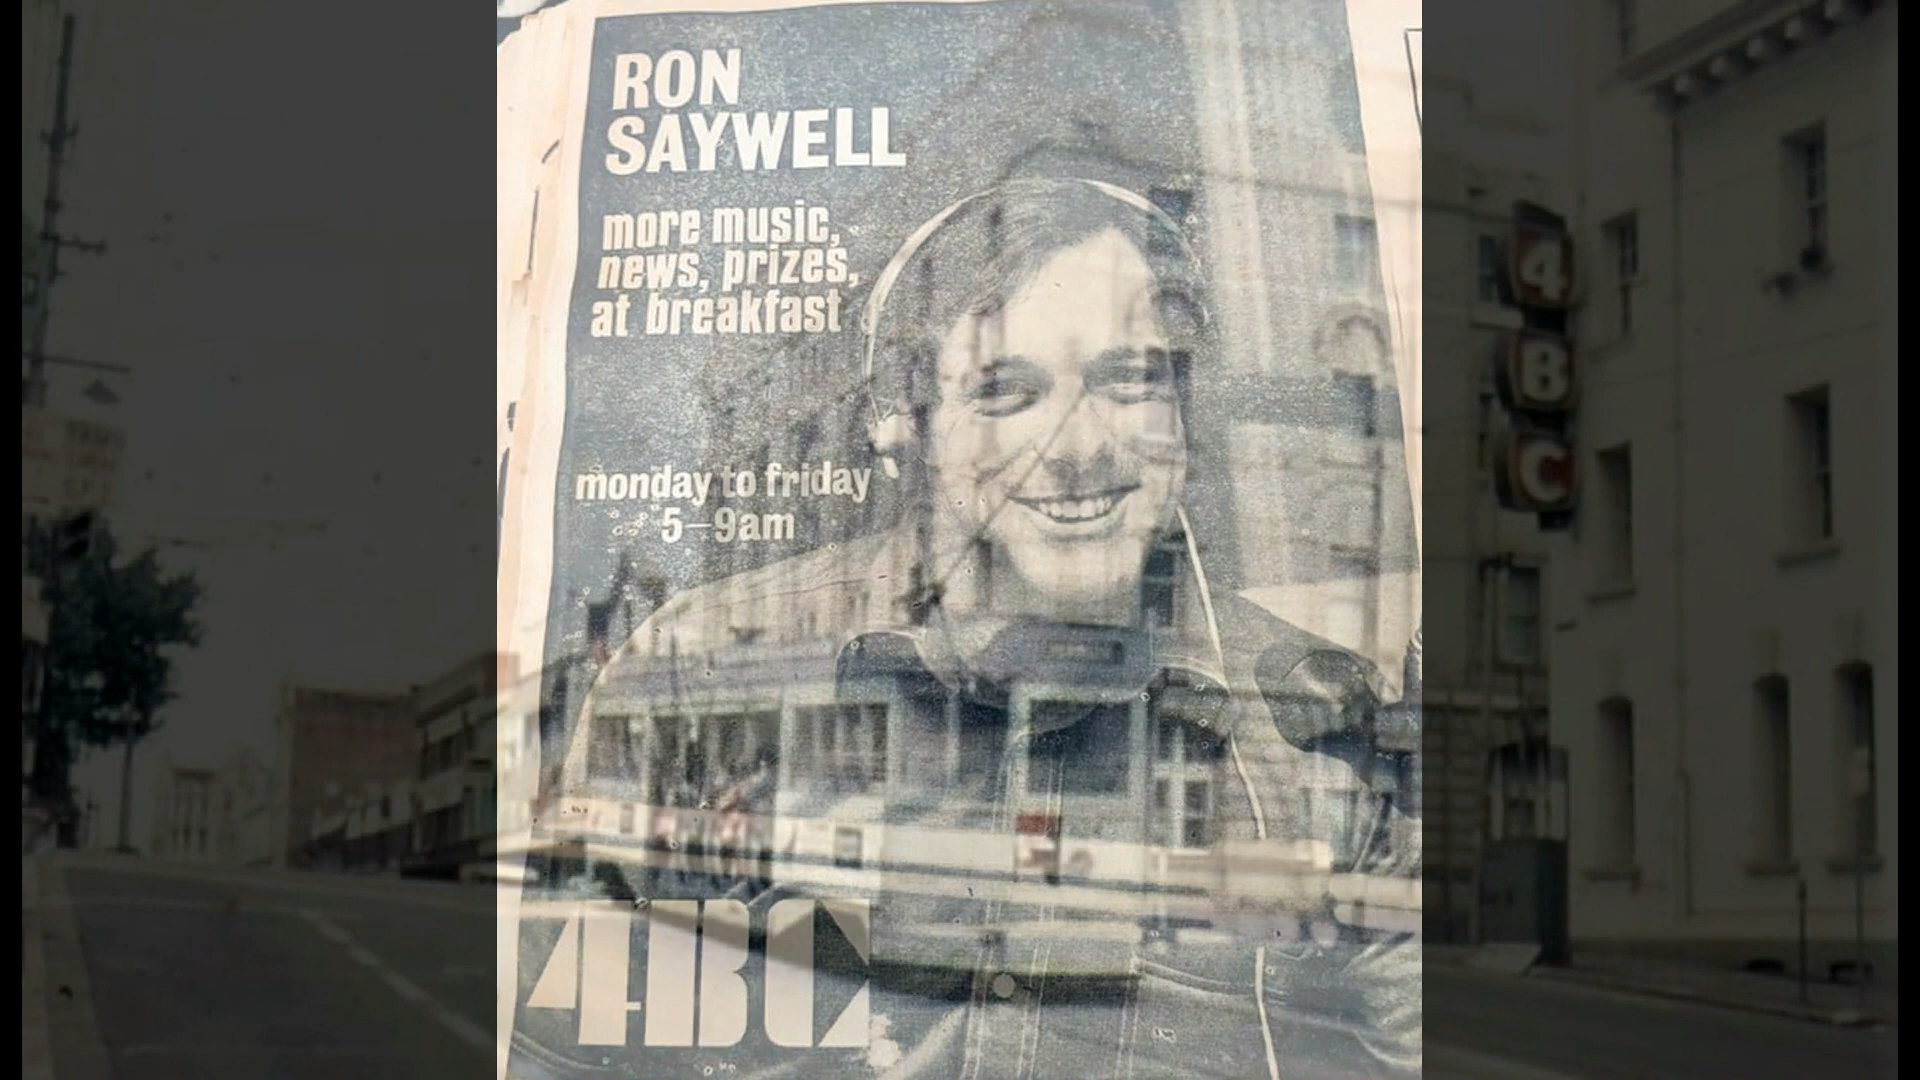 RON
SAYWELL
more music,
news, prizes,
at breakfast
monday to friday
5–9am
4BC
4
B
C